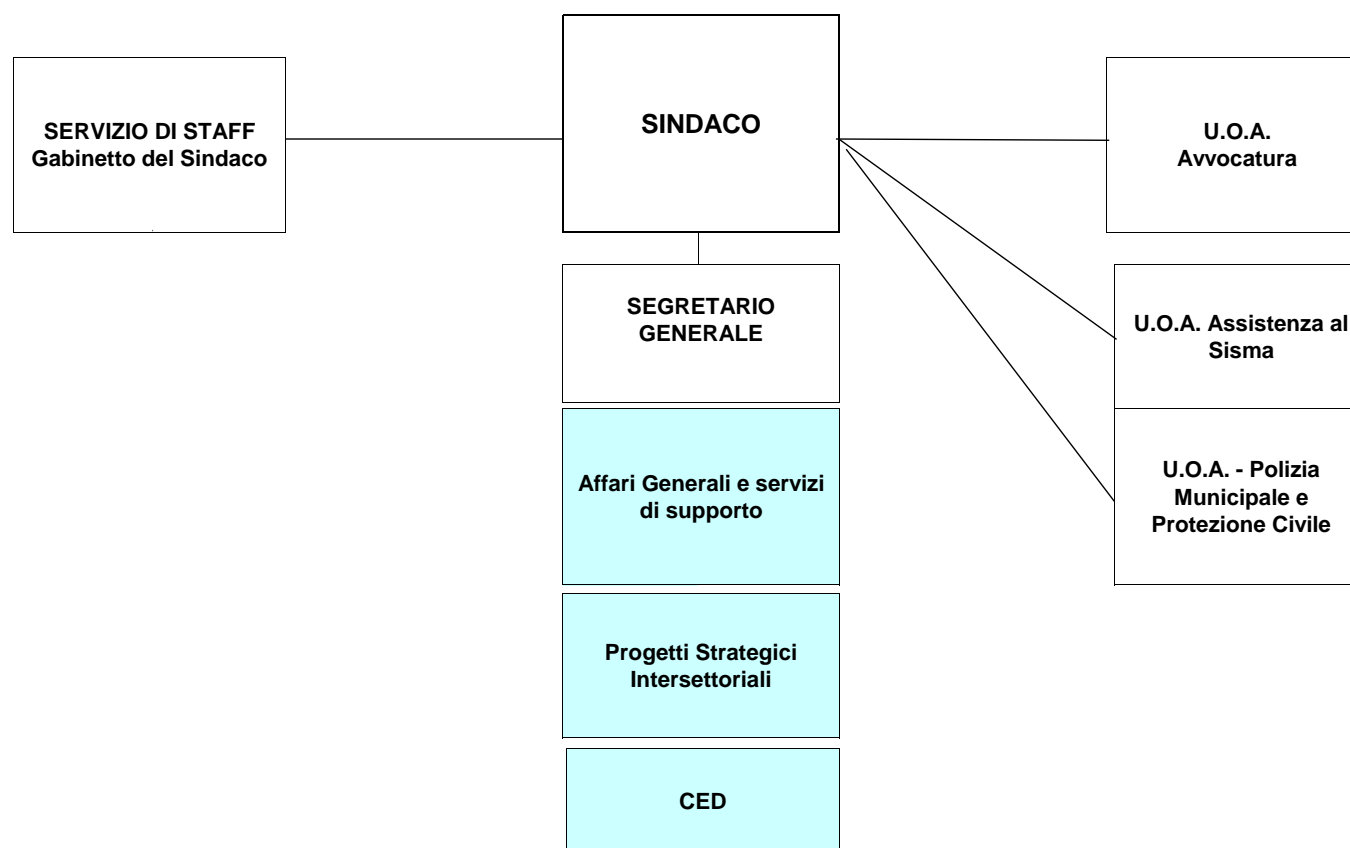 SINDACO
SERVIZIO DI STAFF
Gabinetto del Sindaco
U.O.A.
Avvocatura
SEGRETARIO
GENERALE
U.O.A. Assistenza al
Sisma
Affari Generali e servizi
di supporto
U.O.A. - Polizia
Municipale e
Protezione Civile
Progetti Strategici
Intersettoriali
CED